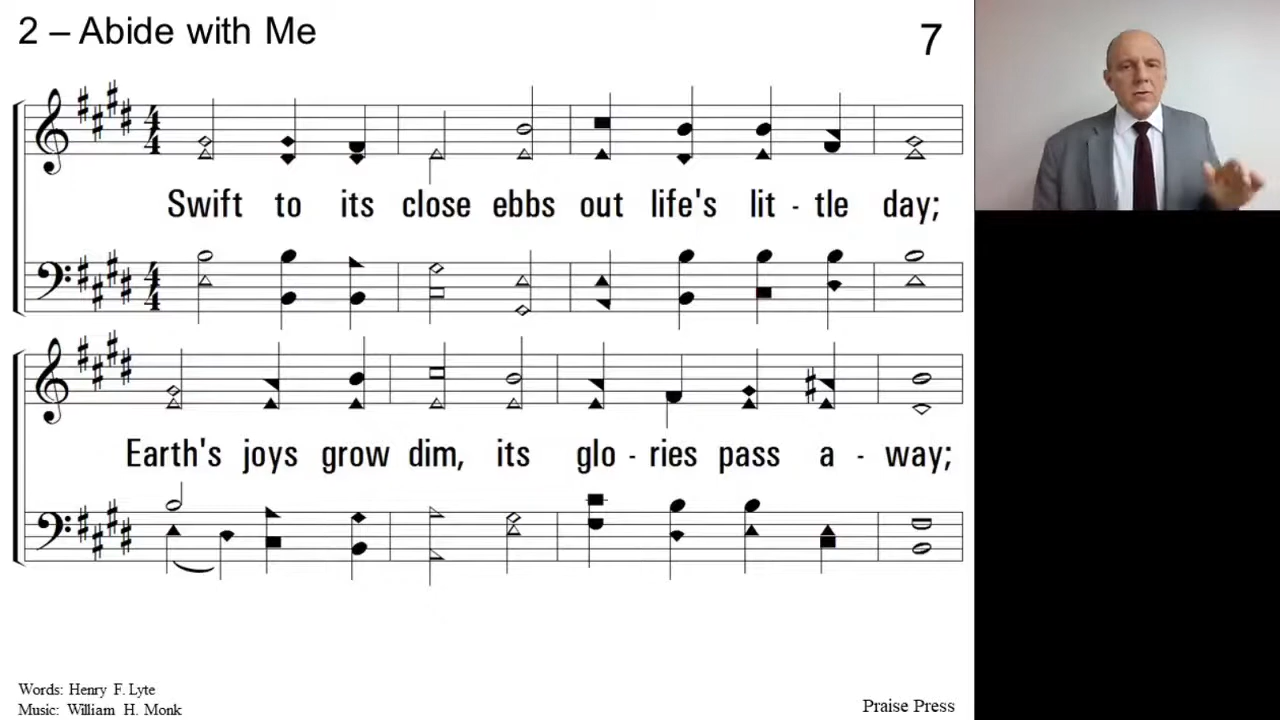 2 – Abide with Me
7
Swift to its close ebbs out life's lit - tle day;
Earth's joys grow dim, its glo - ries pass a - way;
Words: Henry F. Lyte
Music: William H. Monk
Praise Press